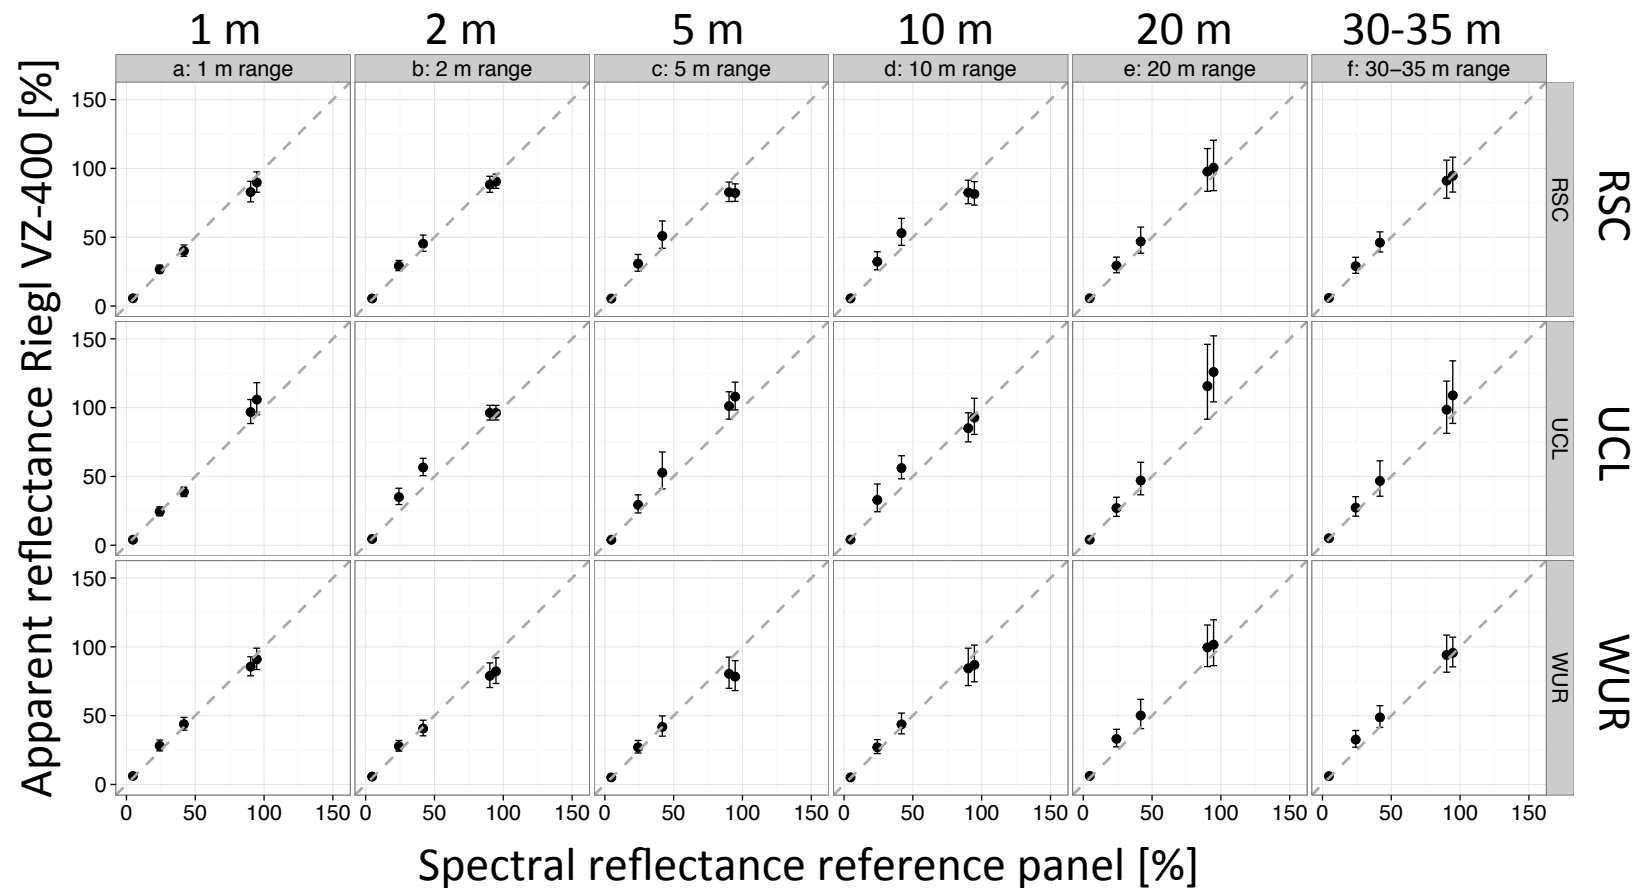 1 m 2 m 5 m 10 m 20 m 30-35 m
a: 1 m range b: 2 m range c: 5 m range d: 10 m range e: 20 m range f: 30–35 m range
Apparent reflectance Riegl VZ-400 [%]
150
100
50
0
RSC
RSC
150
100
50
0
UCL
UCL
150
100
50
0
WUR
WUR
0 50 100 150 0 50 100 150 0 50 100 150 0 50 100 150 0 50 100 150 0 50 100 150
Spectral reflectance reference panel [%]